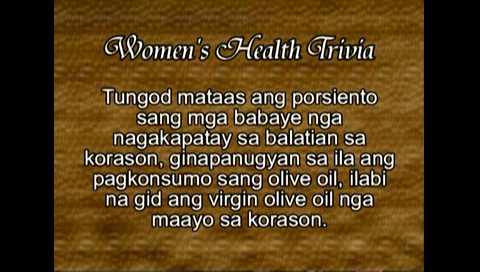 Women's Health Trivia
Tungod mataas ang porsiento
sang mga babaye nga
nagakapatay sa balatian sa
korason, ginapanugyan sa ila ang
pagkonsumo sang olive oil, ilabi
na gid ang virgin olive oil nga
maayo sa korason.